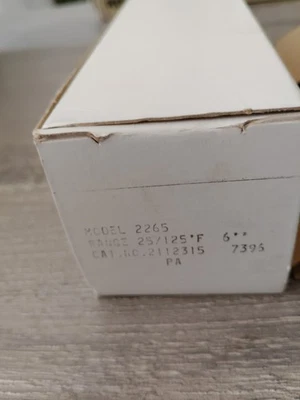 MODEL 2265
RANGE 25/125°F 6"
CAT.NO.2112315 7396
PA